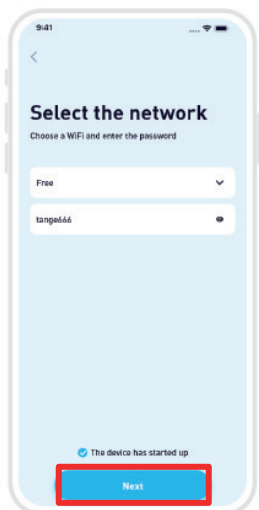 9:41
Select the network
Choose a WiFi and enter the password
Free
tange666
The device has started up
Next